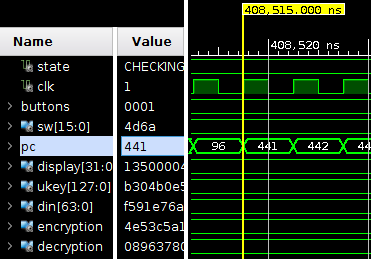 408,515.000 ns
Name Value
408,520 ns
state CHECKING
clk 1
buttons 0001
sw[15:0] 4d6a
pc 441 96 441 442 44
display[31:0 13500004
ukey[127:0] b304b0e5
din[63:0] f591e76a
encryption 4e53c5a1
decryption 08963780